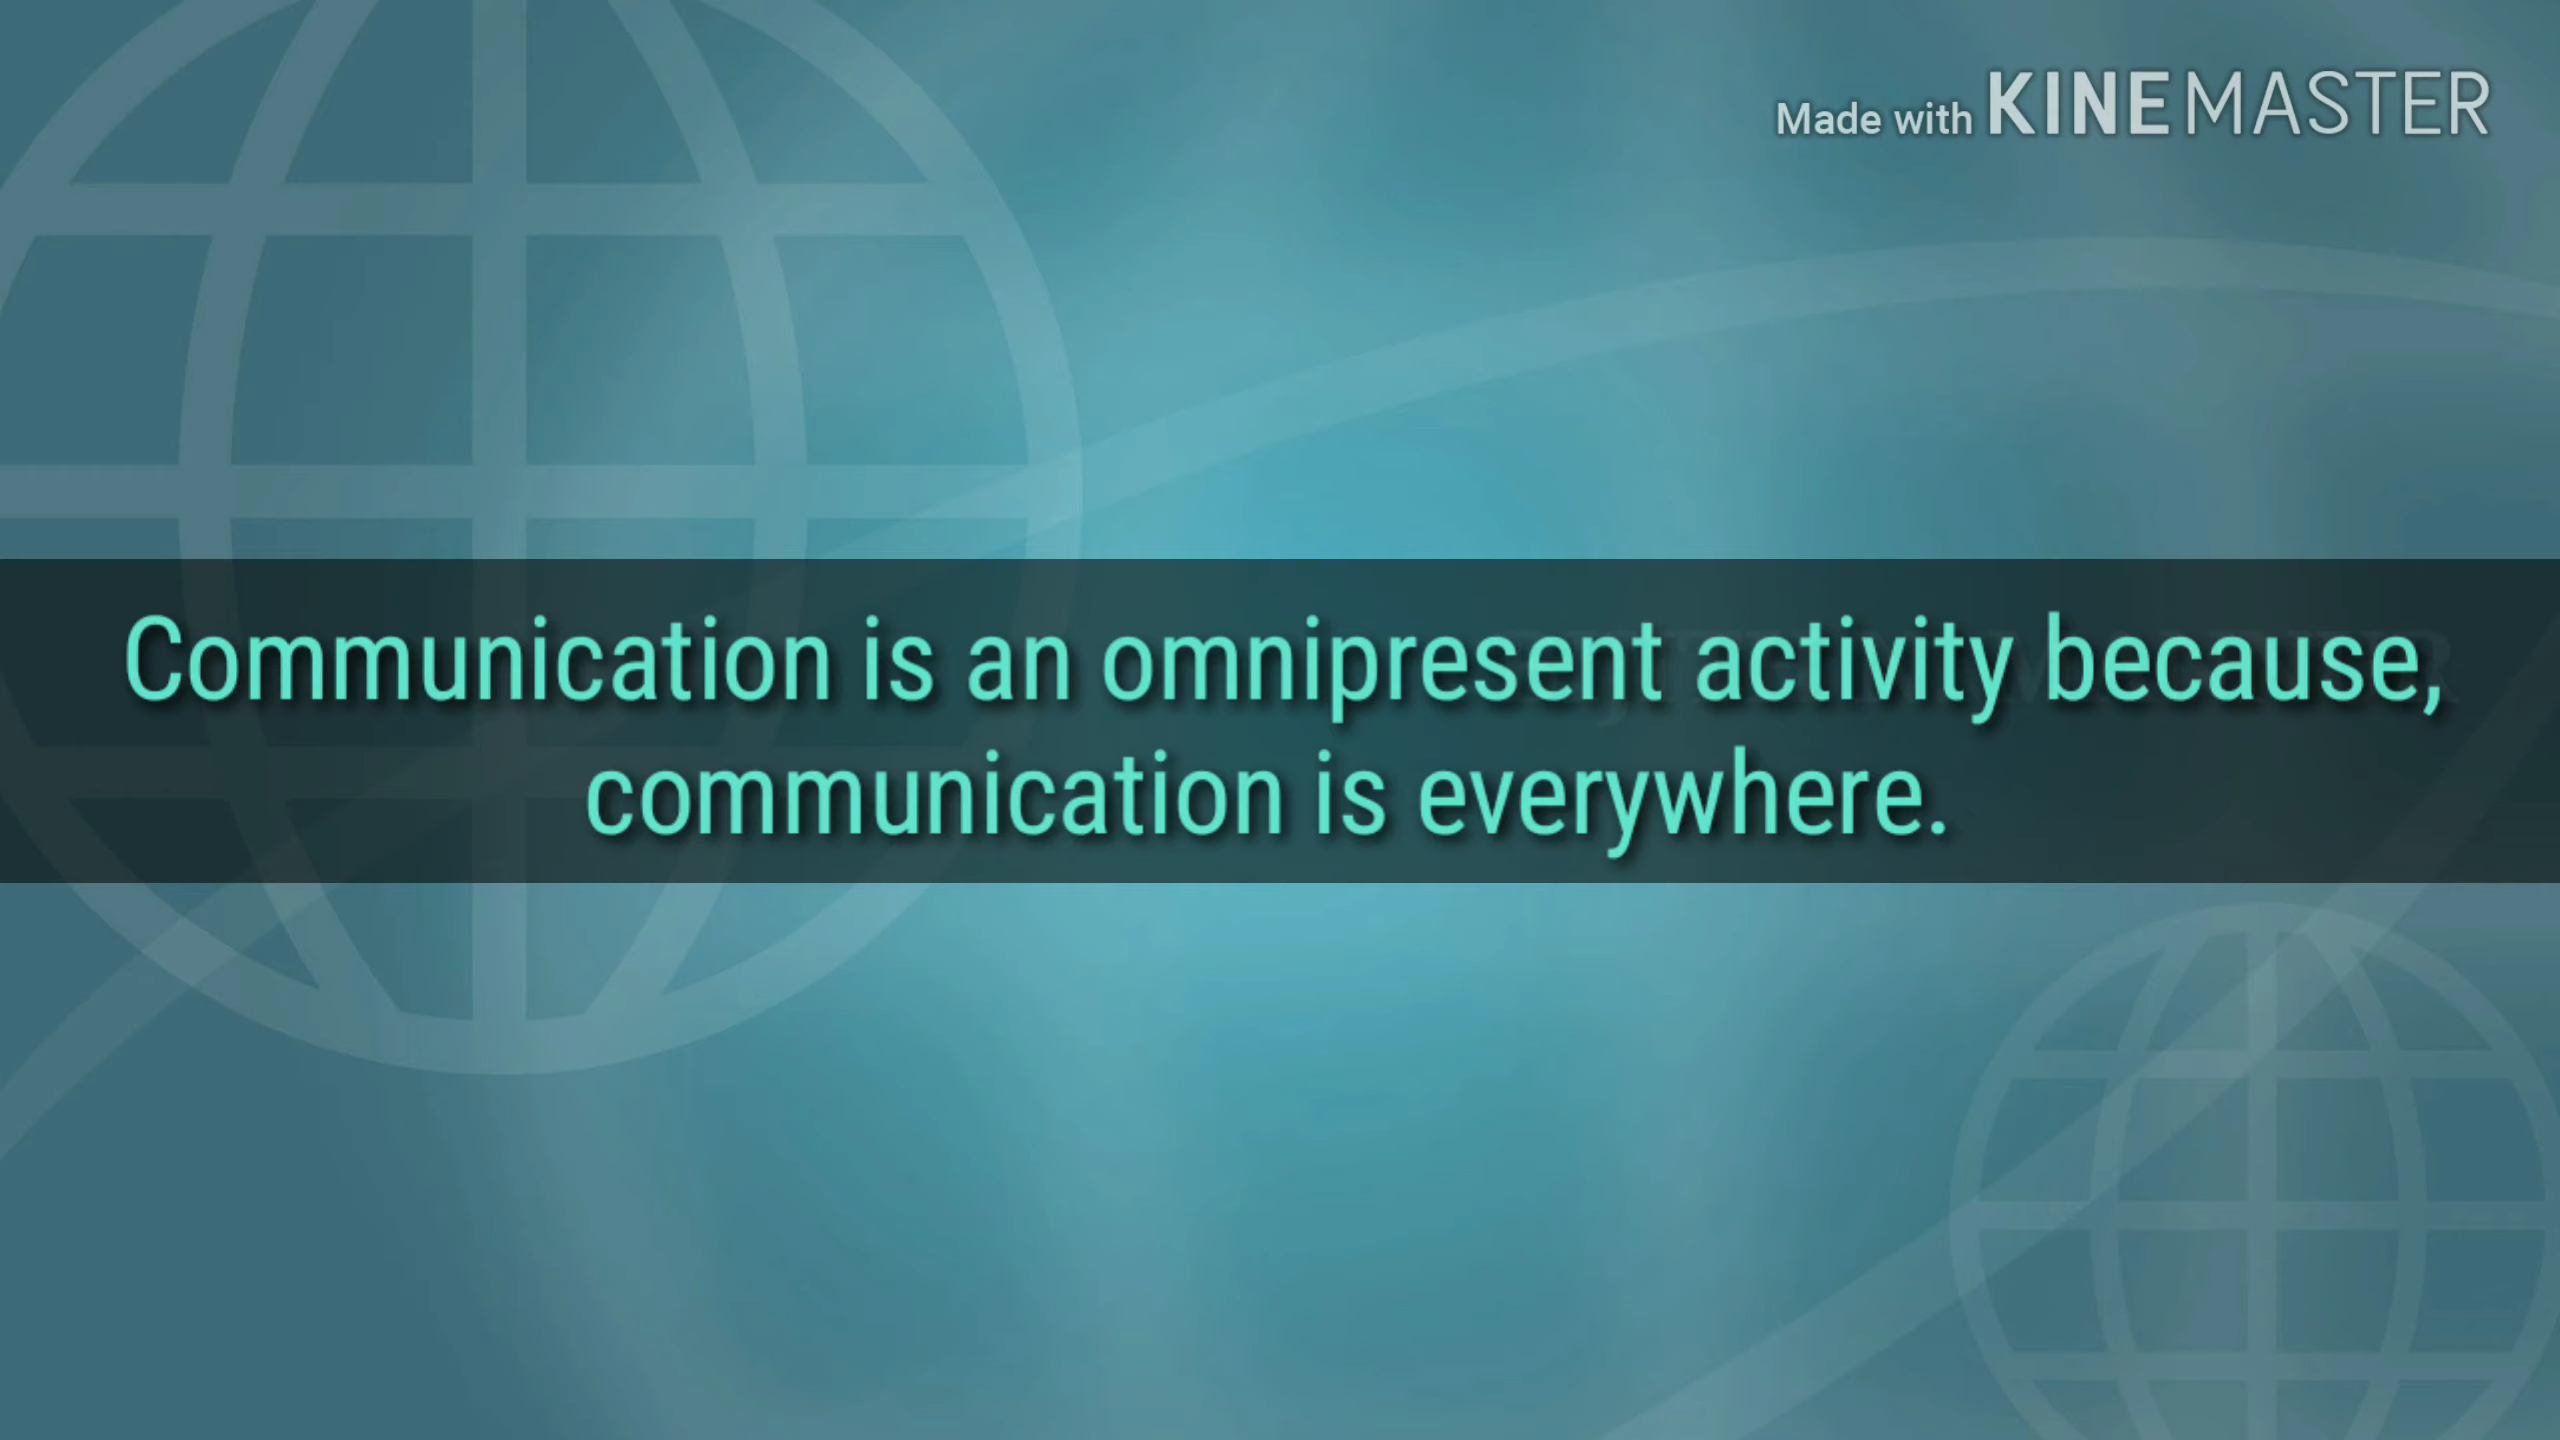 Made with KINEMASTER
Communication is an omnipresent activity because,
communication is everywhere.